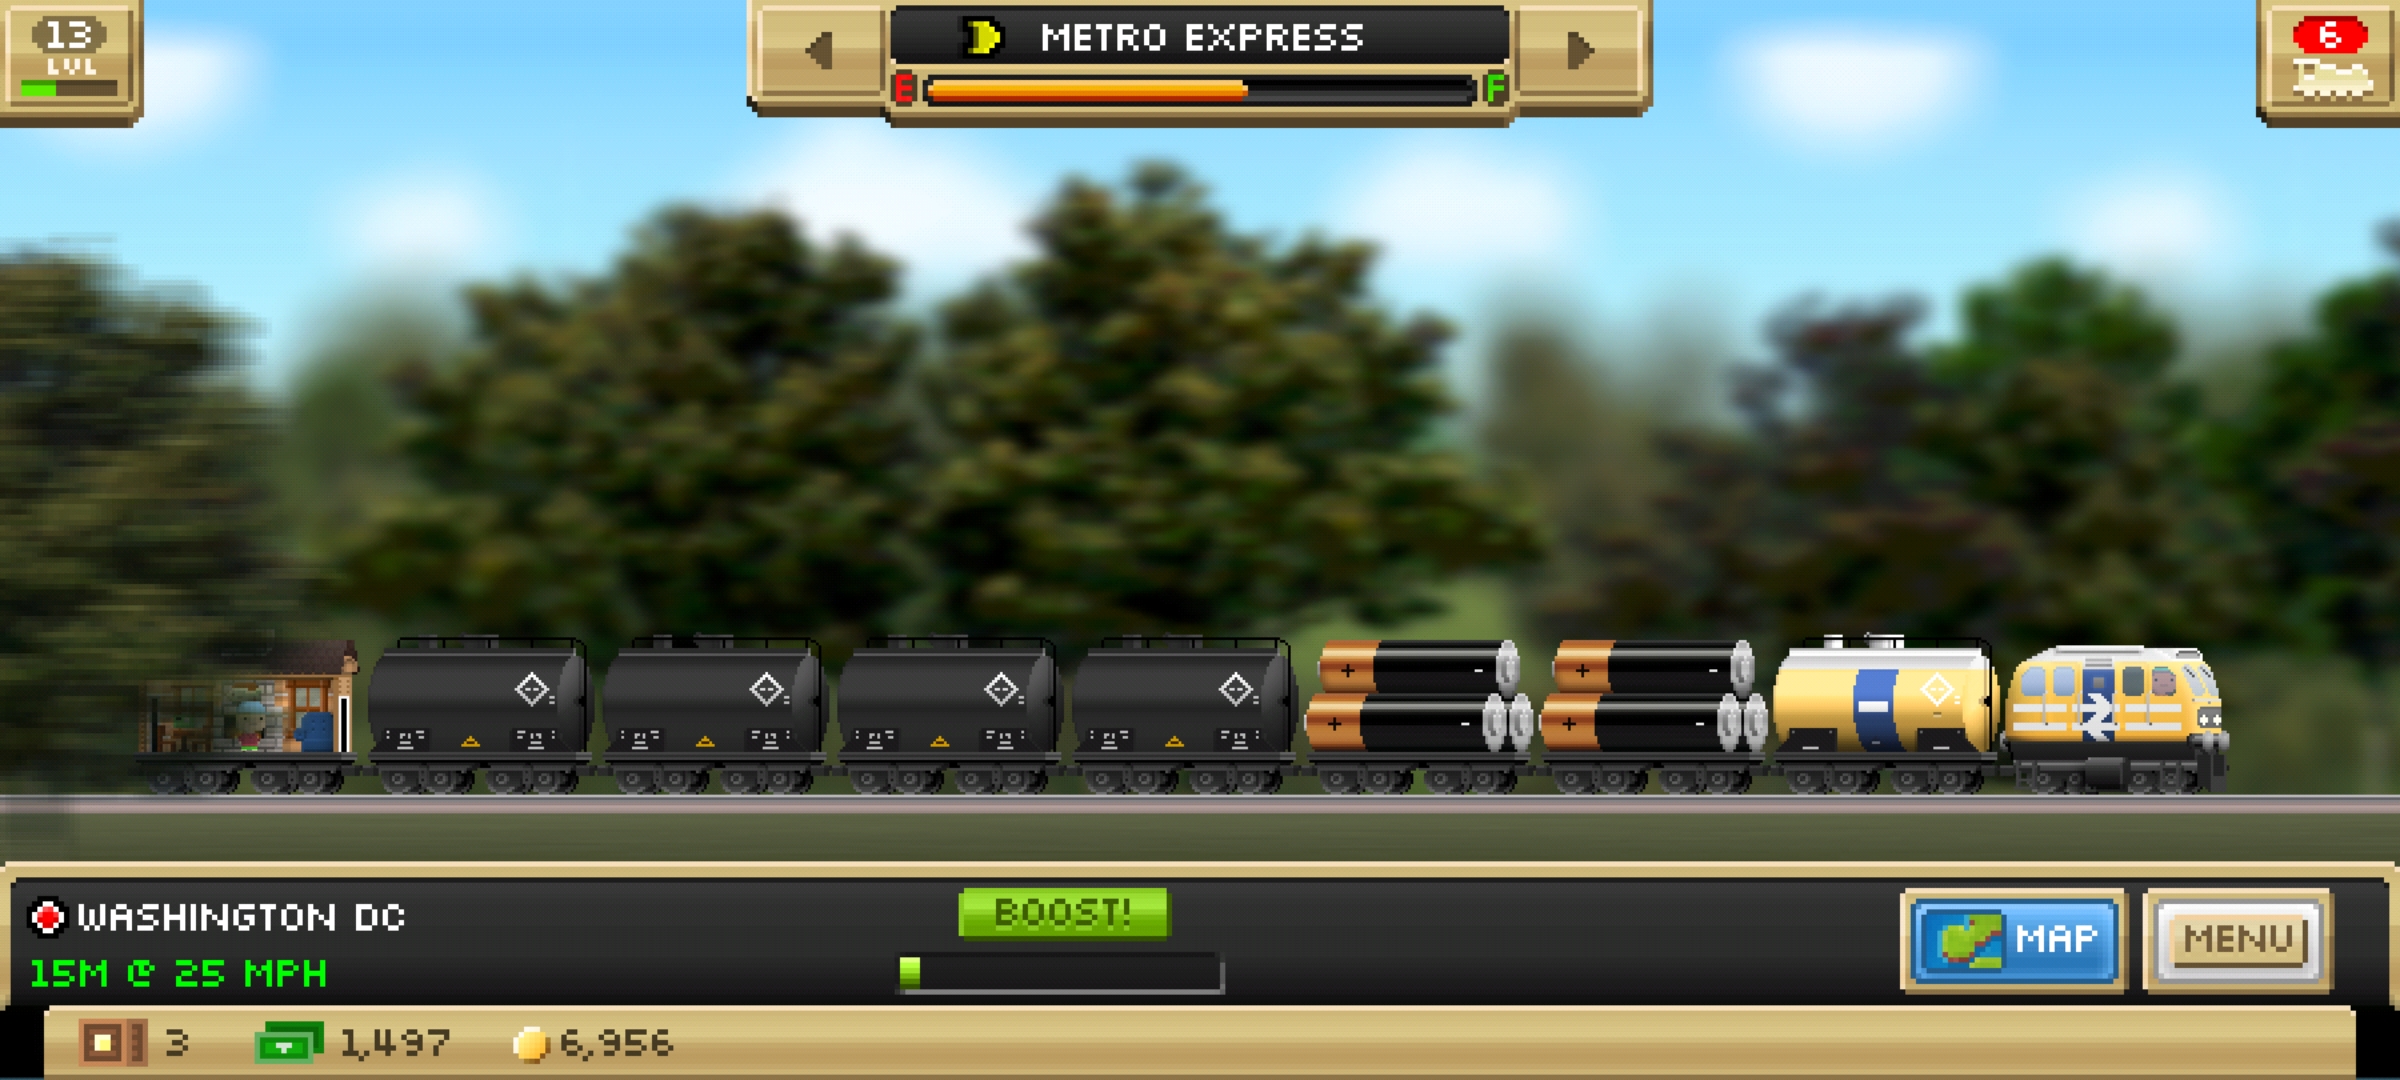 13
LVL
METRO EXPRESS
E
F
6
+ -
+ -
+ -
+ -
WASHINGTON DC
15M @ 25 MPH
BOOST!
MAP
MENU
3
1,497
6,956